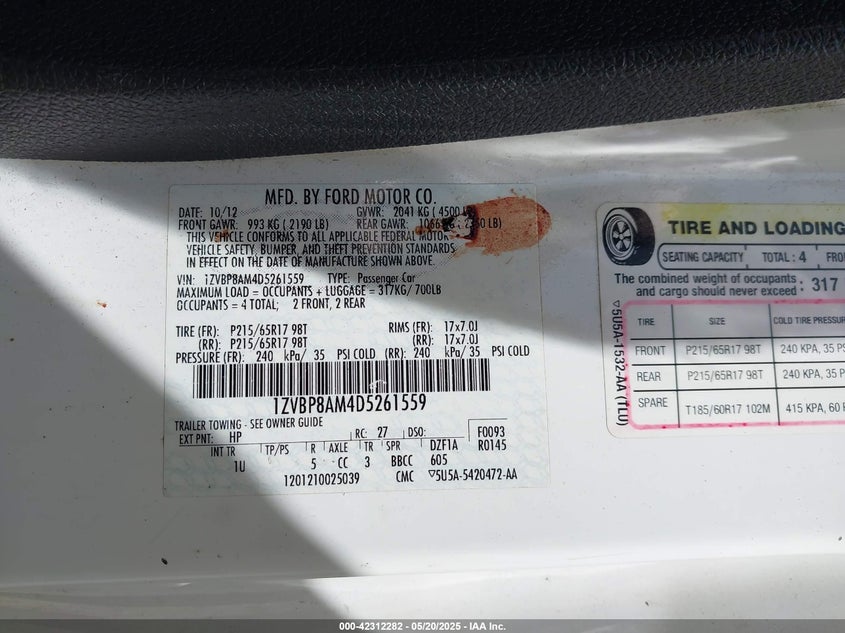 MFD. BY FORD MOTOR CO.
DATE: 10/12 GVWR: 2041 KG ( 4500 LB)
FRONT GAWR: 993 KG ( 2190 LB) REAR GAWR: LB)
THIS VEHICLE CONFORMS TO ALL APPLICABLE FEDERAL MOTOR
VEHICLE SAFETY, BUMPER, AND THEFT PREVENTION STANDARDS
IN EFFECT ON THE DATE OF MANUFACTURE SHOWN ABOVE.
VIN: 1ZVBP8AM4D5261559 TYPE: Passenger Car
MAXIMUM LOAD = OCCUPANTS + LUGGAGE = 317KG/ 700LB
OCCUPANTS = 4 TOTAL; 2 FRONT, 2 REAR
TIRE (FR): P215/65R17 98T RIMS (FR): 17x7.0J
(RR): P215/65R17 98T (RR): 17x7.0J
PRESSURE (FR): 240 kPa/ 35 PSI COLD (RR): 240 kPa/ 35 PSI COLD
1ZVBP8AM4D5261559
TRAILER TOWING - SEE OWNER GUIDE
EXT PNT: HP RC: 27 DSO: F0093
INT TR TP/PS R AXLE TR SPR DZF1A R0145
1U 5 CC 3 BBCC 605
1201210025039 CMC ▽5U5A-5420472-AA
TIRE AND LOADING
SEATING CAPACITY TOTAL : 4 FRO
The combined weight of occupants
and cargo should never exceed : 317
▽5U5A-1532-AA (TLU)
TIRE SIZE COLD TIRE PRESSUR
FRONT P215/65R17 98T 240 KPA, 35 PS
REAR P215/65R17 98T 240 KPA, 35 PS
SPARE T185/60R17 102M 415 KPA, 60 P
000-42312282 - 05/20/2025 - IAA Inc.